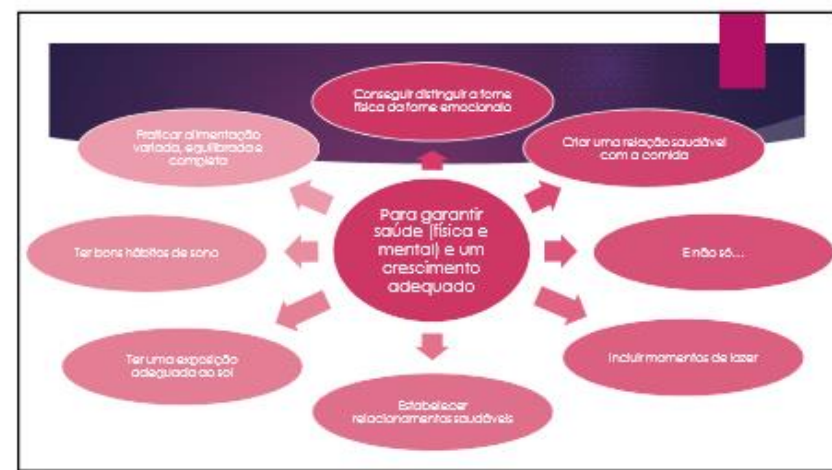 Conseguir distinguir a fome
física da fome emocionalo
Criar uma relação saudável
com a comida
E não só...
Incluir momentos de lazer
Estabelecer
relacionamentos saudáveis
Ter uma exposição
adequada ao sol
Ter bons hábitos de sono
Praticar alimentação
variada, equilibrada e
completa
Para garantir
saúde (física e
mental) e um
crescimento
adequado